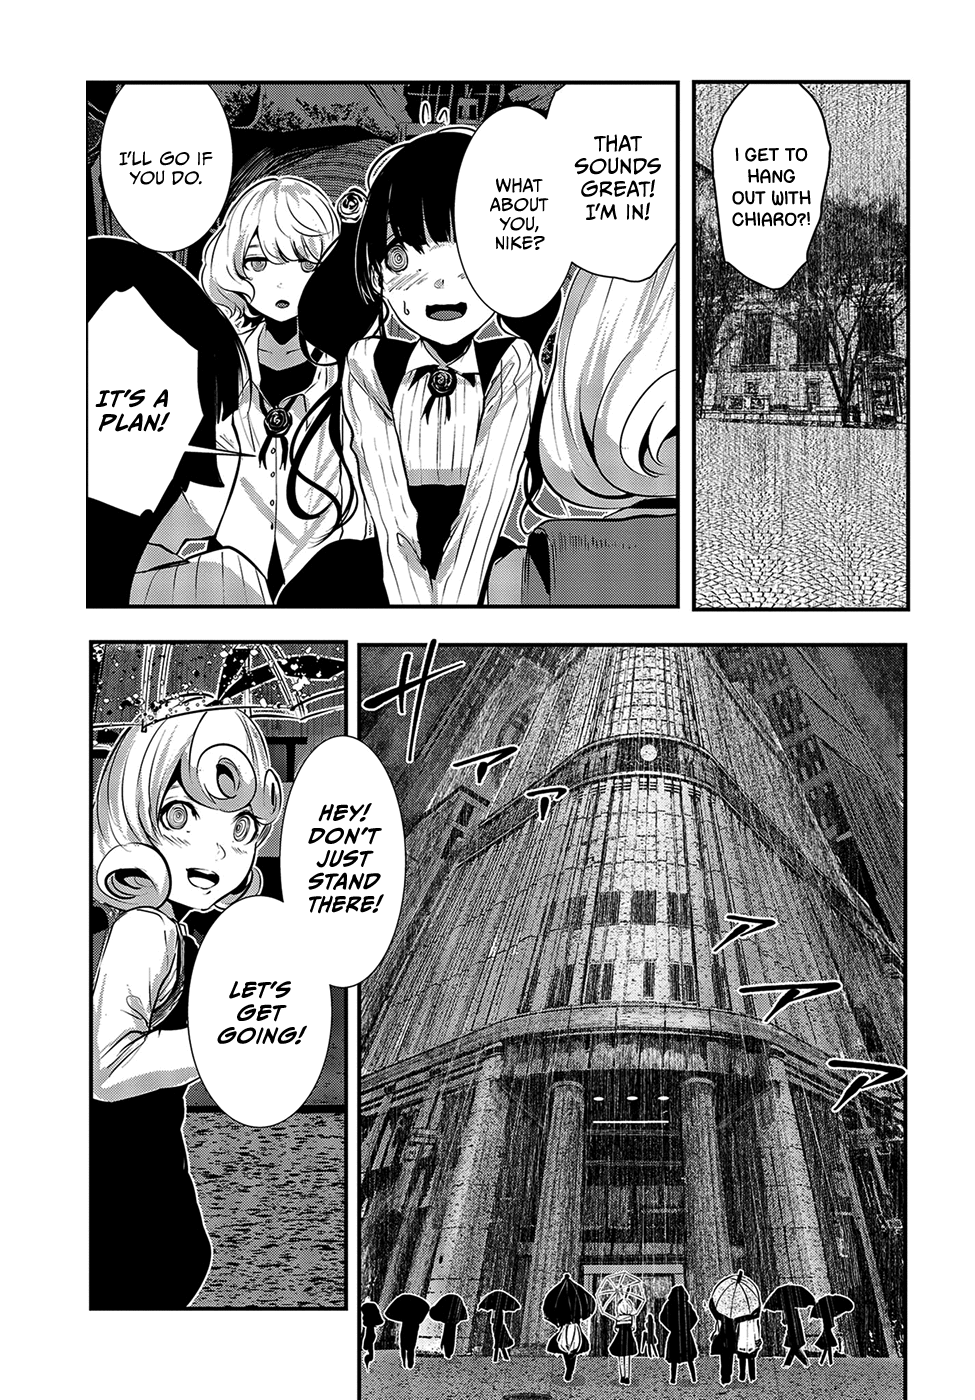 I GET TO
HANG
OUT WITH
CHIARO?!
THAT
SOUNDS
GREAT!
I'M IN!
WHAT
ABOUT
YOU,
NIKE?
I'LL GO IF
YOU DO.
IT'S A
PLAN!
ザァァァァァ
HEY!
DON'T
JUST
STAND
THERE!
LET'S
GET
GOING!